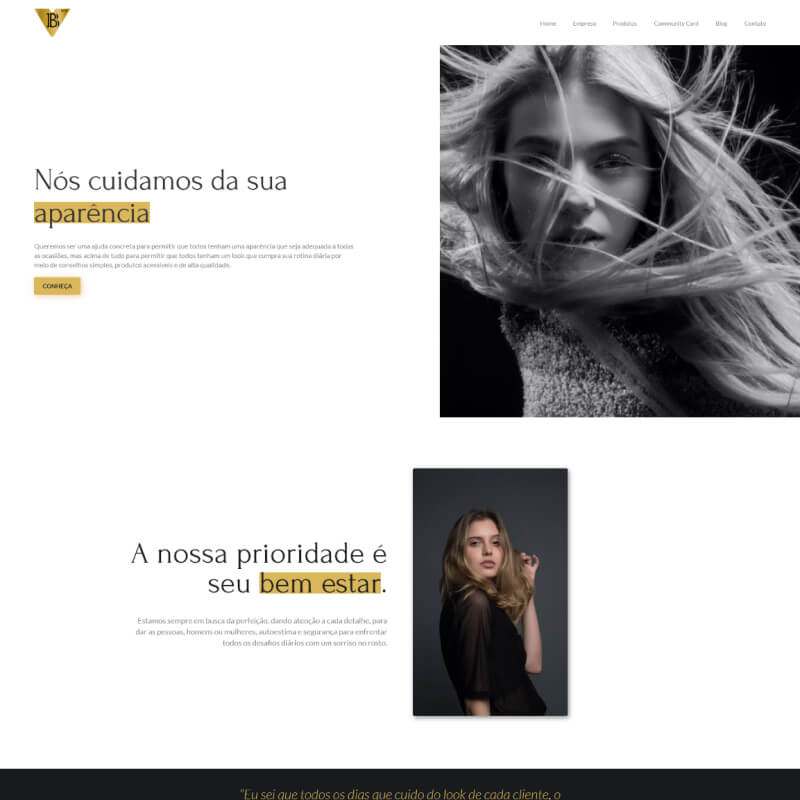 B
Home Empresa Produtos Community Card Blog Contato
Nós cuidamos da sua
aparência
Queremos ser uma ajuda concreta para permitir que todos tenham uma aparência que seja adequada a todas
as ocasiões, mas acima de tudo para permitir que todos tenham um look que cumpra sua rotina diária por
meio de conselhos simples, produtos acessíveis e de alta qualidade.
CONHEÇA
A nossa prioridade é
seu bem estar.
Estamos sempre em busca da perfeição, dando atenção a cada detalhe, para
dar as pessoas, homens ou mulheres, autoestima e segurança para enfrentar
todos os desafios diários com um sorriso no rosto.
"Eu sei que todos os dias que cuido do look de cada cliente, o